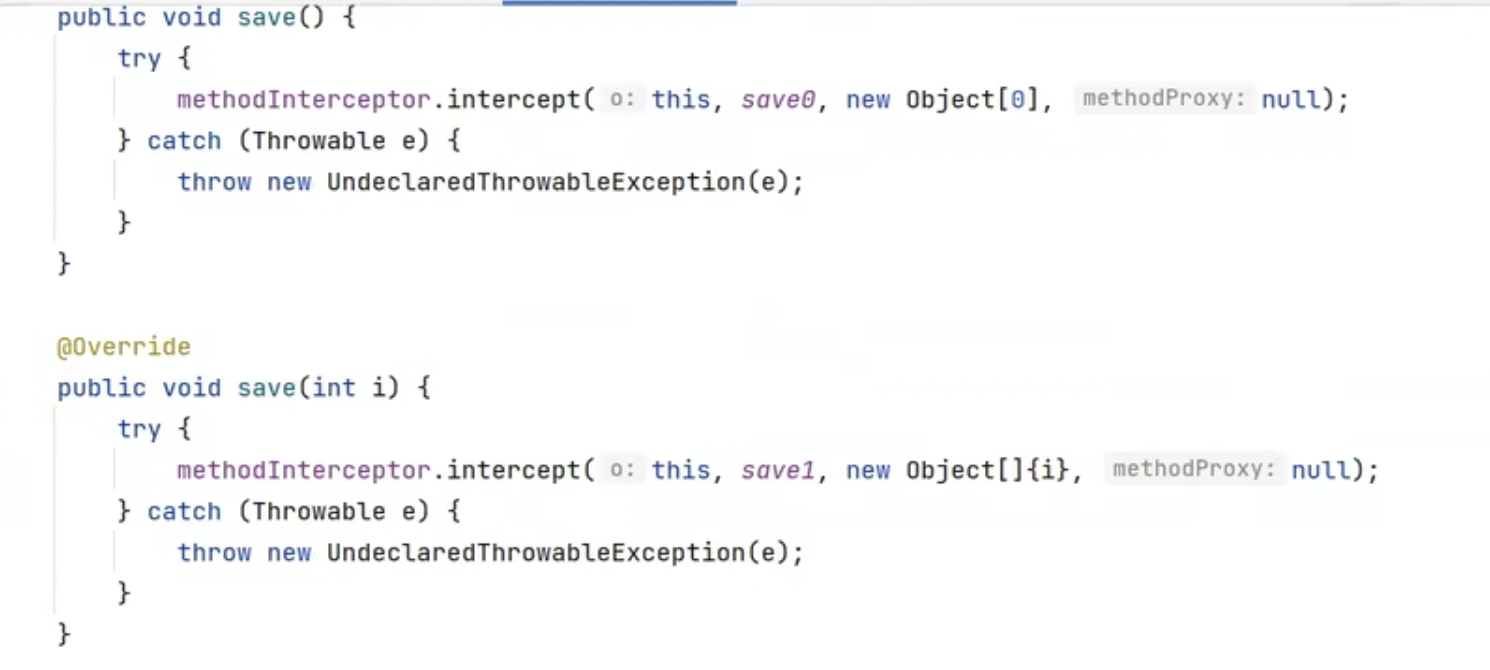 public void save() {
try {
methodInterceptor.intercept( o: this, save0, new Object[0], methodProxy: null);
} catch (Throwable e) {
throw new UndeclaredThrowableException(e);
}
}
@Override
public void save(int i) {
try {
methodInterceptor.intercept( o: this, save1, new Object[]{i}, methodProxy: null);
} catch (Throwable e) {
throw new UndeclaredThrowableException(e);
}
}